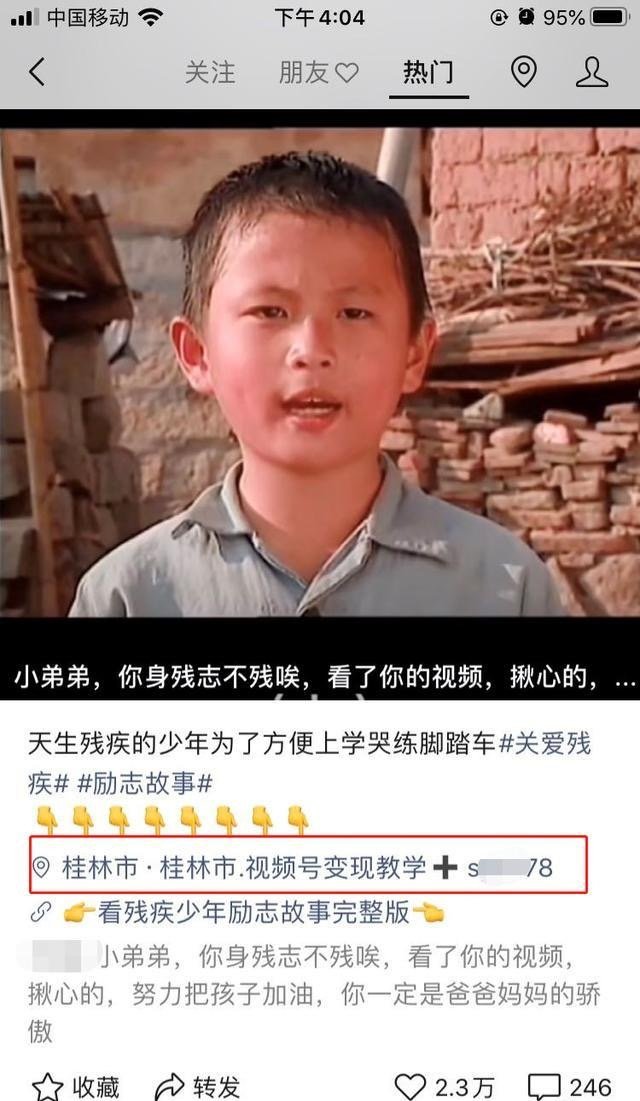 中国移动
下午4:04
95%
关注
朋友
热门
小弟弟，你身残志不残唉，看了你的视频，揪心的，...
天生残疾的少年为了方便上学哭练脚踏车#关爱残
疾# #励志故事#
桂林市·桂林市.视频号变现教学➕ s 78
👉看残疾少年励志故事完整版👈
小弟弟，你身残志不残唉，看了你的视频，
揪心的，努力把孩子加油，你一定是爸爸妈妈的骄
傲
收藏
转发
2.3万
246